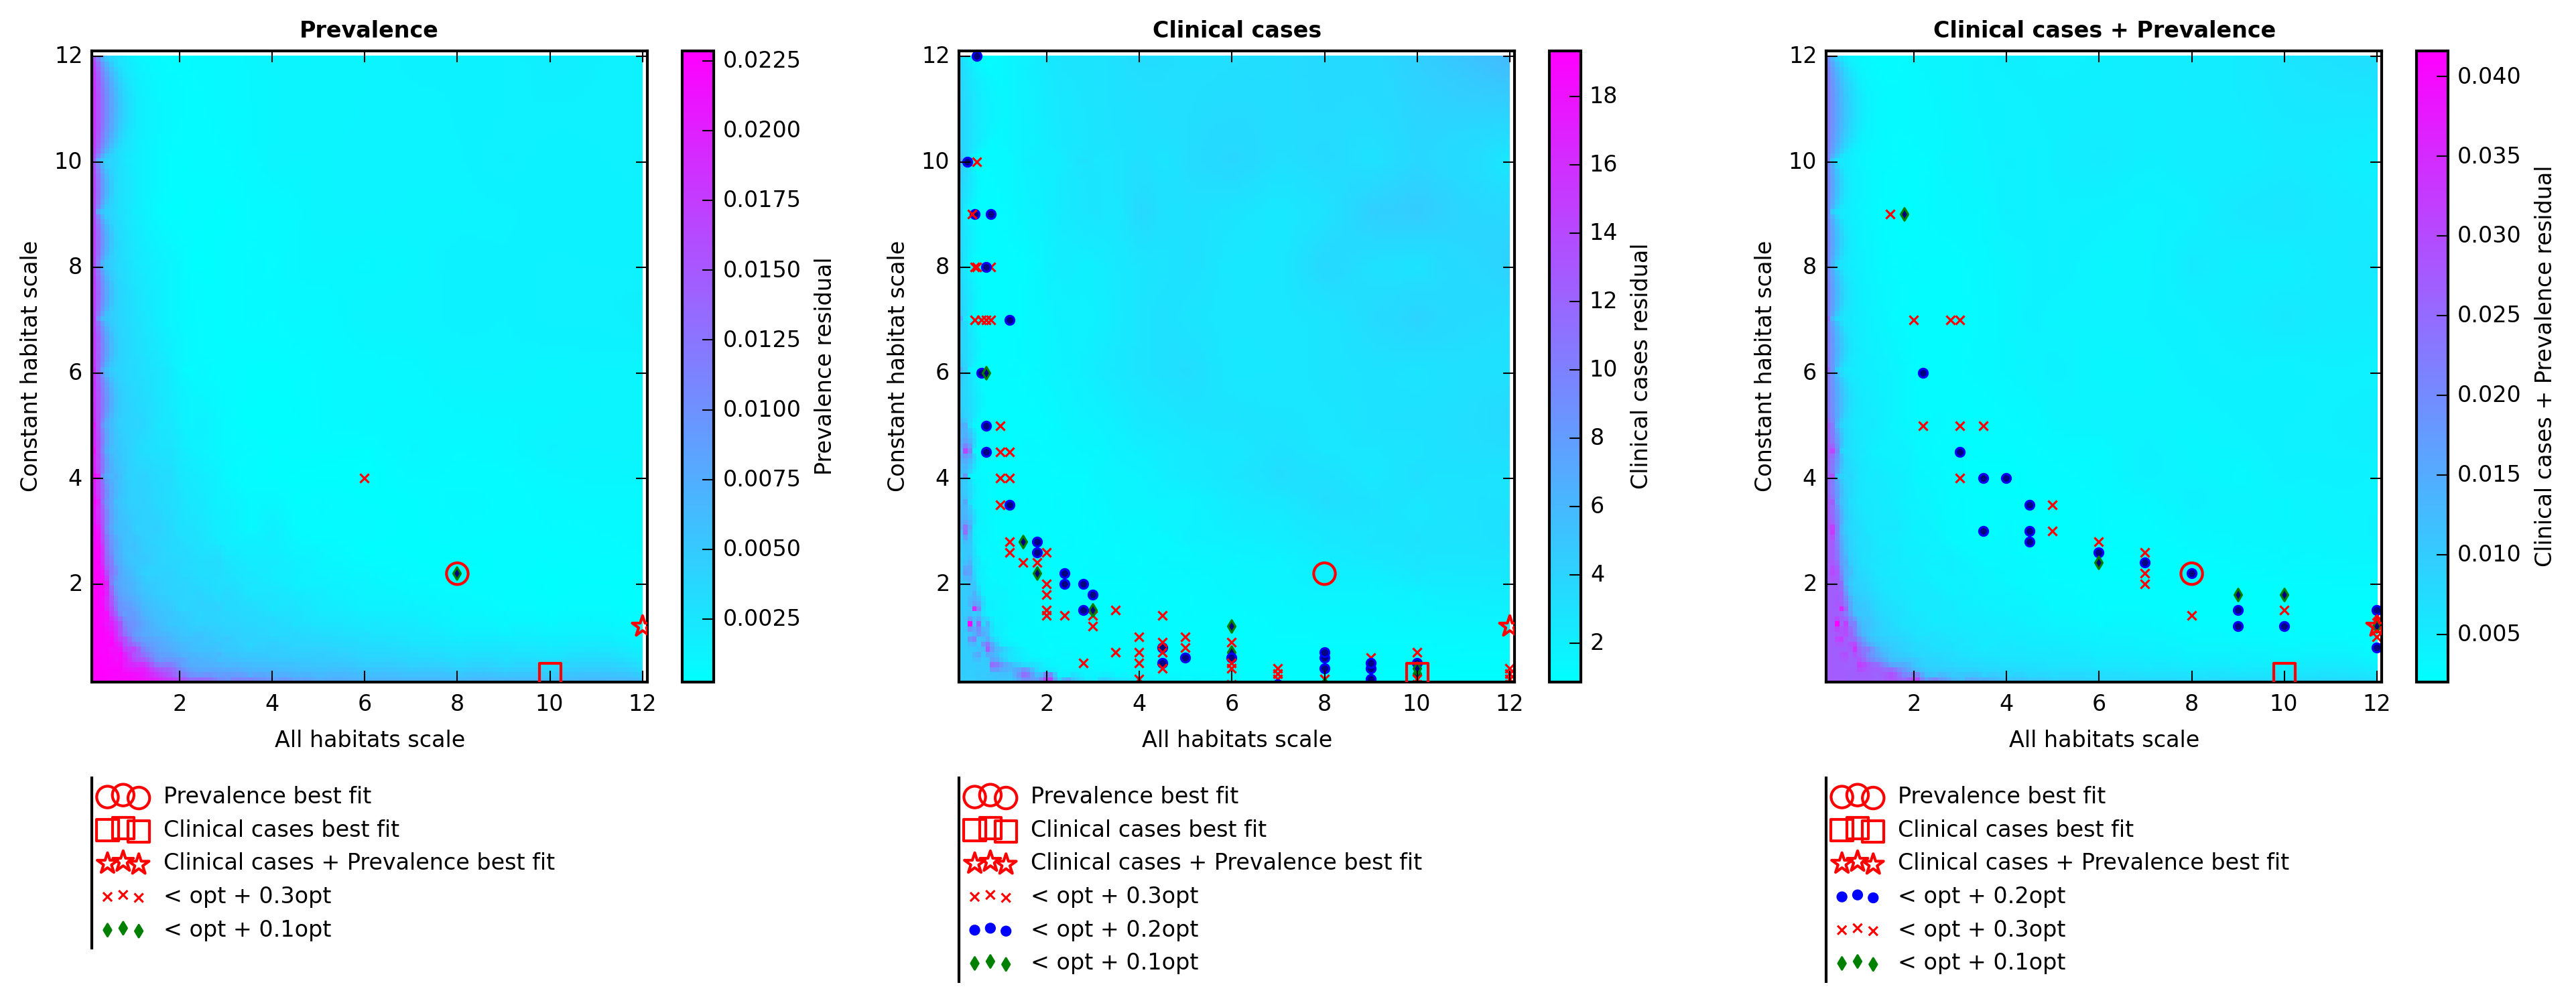 Prevalence
12
10
8
6
4
2
2 4 6 8 10 12
Constant habitat scale
All habitats scale
0.0225
0.0200
0.0175
0.0150
0.0125
0.0100
0.0075
0.0050
0.0025
Prevalence residual
Prevalence best fit
Clinical cases best fit
Clinical cases + Prevalence best fit
< opt + 0.3opt
< opt + 0.1opt
Clinical cases
12
10
8
6
4
2
2 4 6 8 10 12
Constant habitat scale
All habitats scale
18
16
14
12
10
8
6
4
2
Clinical cases residual
Prevalence best fit
Clinical cases best fit
Clinical cases + Prevalence best fit
< opt + 0.3opt
< opt + 0.2opt
< opt + 0.1opt
Clinical cases + Prevalence
12
10
8
6
4
2
2 4 6 8 10 12
Constant habitat scale
All habitats scale
0.040
0.035
0.030
0.025
0.020
0.015
0.010
0.005
Clinical cases + Prevalence residual
Prevalence best fit
Clinical cases best fit
Clinical cases + Prevalence best fit
< opt + 0.2opt
< opt + 0.3opt
< opt + 0.1opt